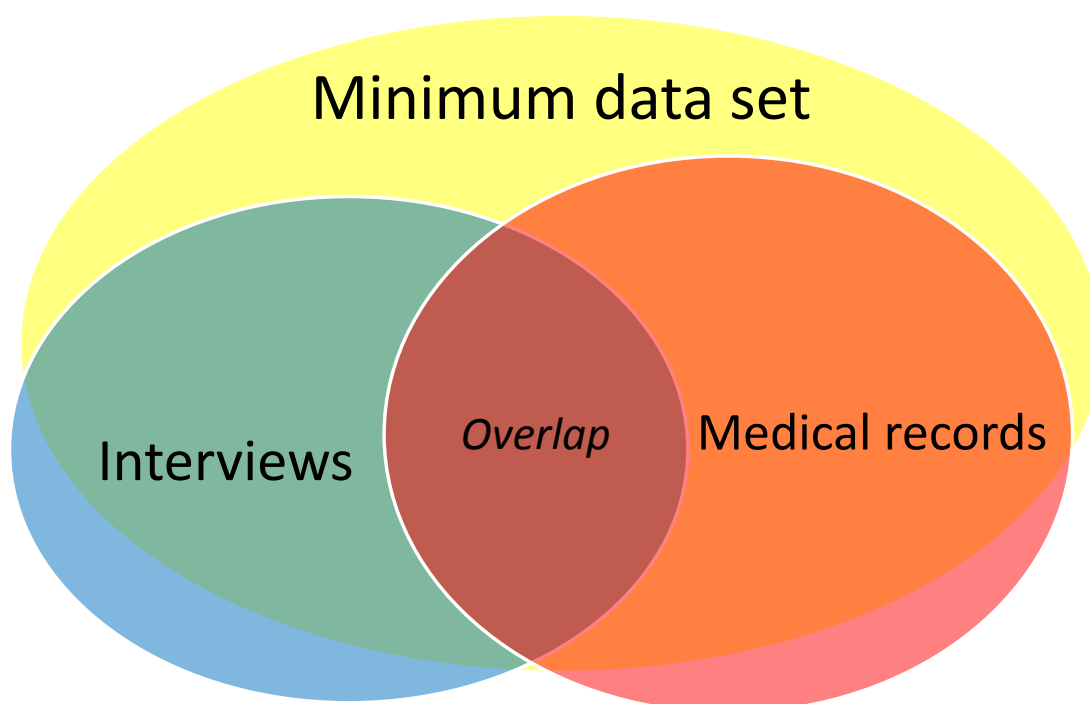 Minimum data set
Interviews
Overlap
Medical records